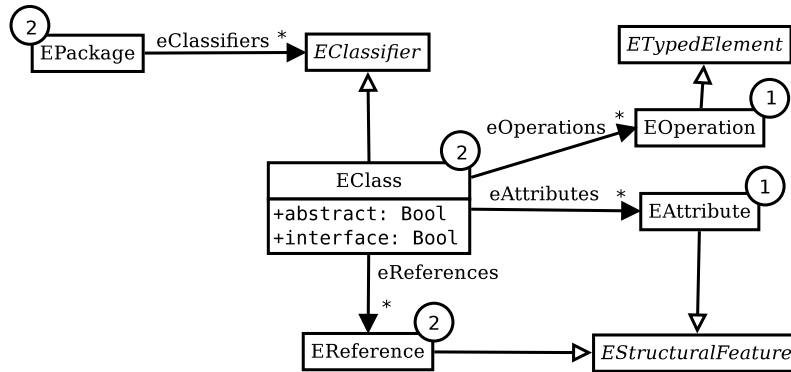 2
EPackage
eClassifiers *
EClassifier
ETypedElement
1
EOperation
eOperations *
2
EClass
+abstract: Bool
+interface: Bool
eAttributes *
1
EAttribute
eReferences
*
2
EReference
EStructuralFeature